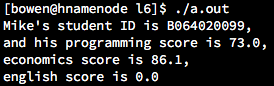 [bowen@hnamenode l6]$ ./a.out
Mike's student ID is B064020099,
and his programming score is 73.0,
economics score is 86.1,
english score is 0.0